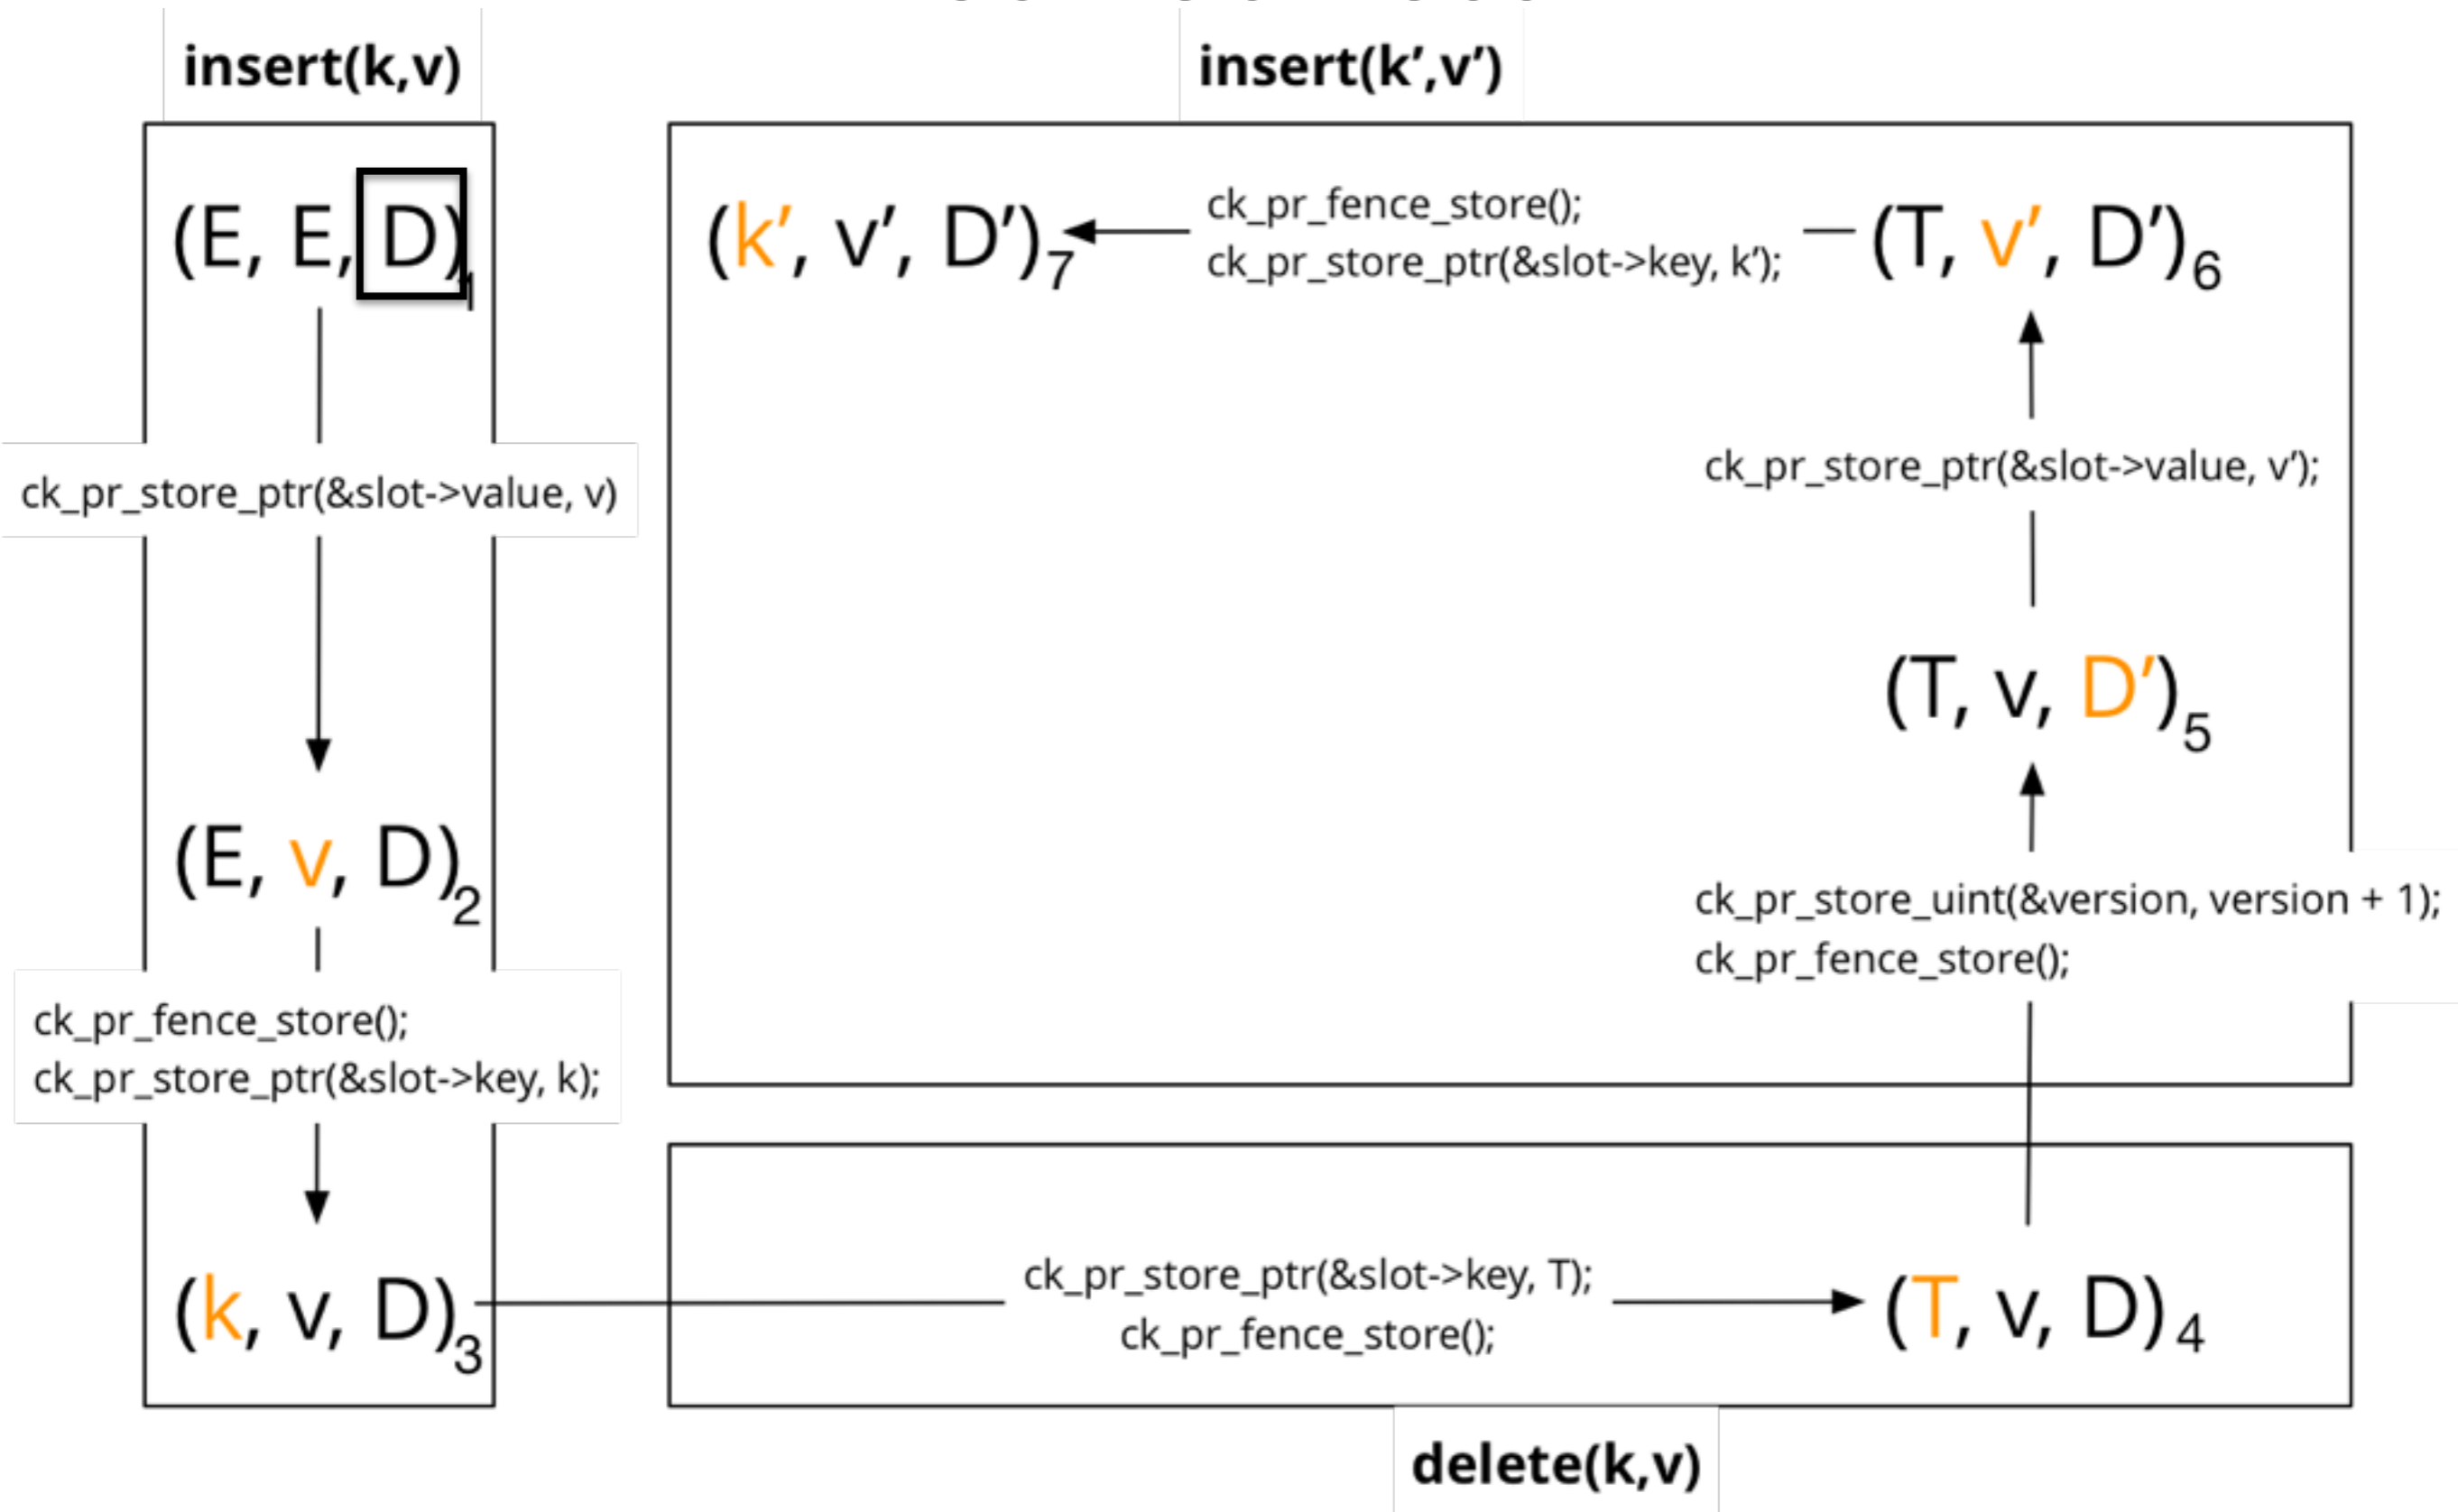 insert(k,v)
(E, E, D)1
ck_pr_store_ptr(&slot->value, v)
(E, v, D)2
ck_pr_fence_store();
ck_pr_store_ptr(&slot->key, k);
(k, v, D)3
ck_pr_store_ptr(&slot->key, T);
ck_pr_fence_store();
(T, v, D)4
delete(k,v)
insert(k’,v’)
ck_pr_store_uint(&version, version + 1);
ck_pr_fence_store();
(T, v, D’)5
ck_pr_store_ptr(&slot->value, v’);
(T, v’, D’)6
ck_pr_fence_store();
ck_pr_store_ptr(&slot->key, k’);
(k’, v’, D’)7